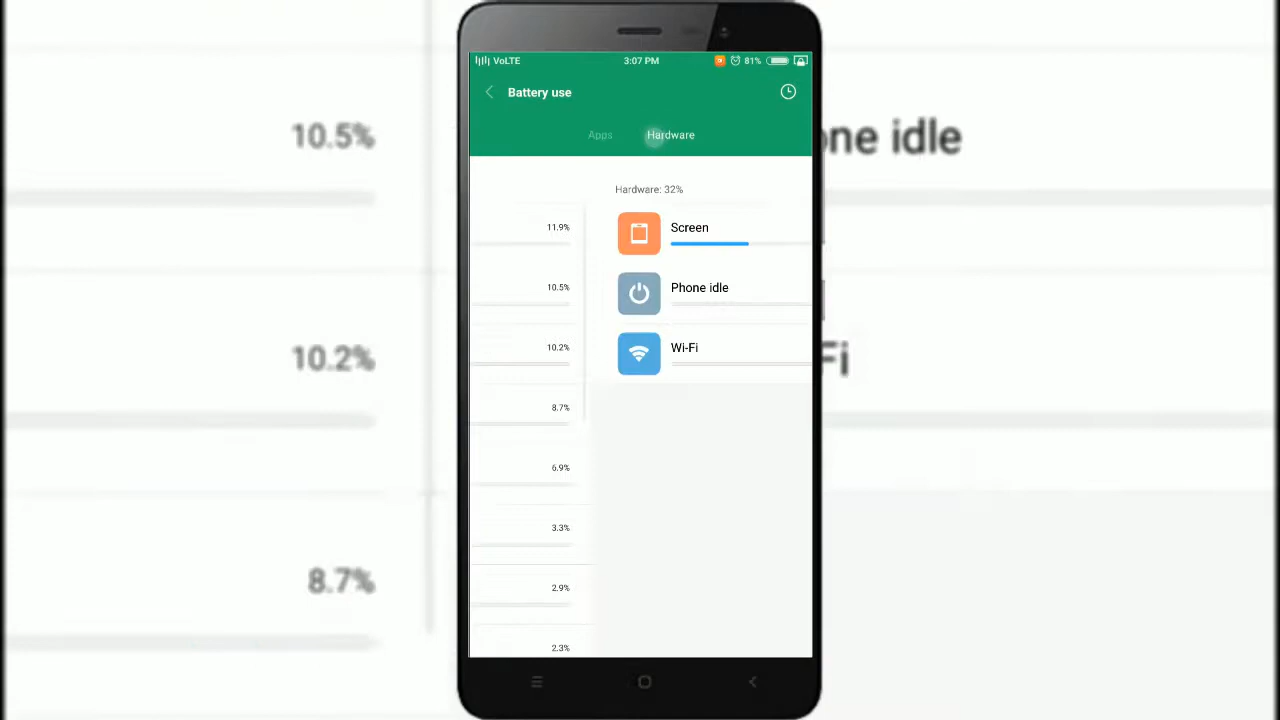 VoLTE 3:07 PM 81%
Battery use
Apps Hardware
Hardware: 32%
11.9% Screen
10.5% Phone idle
10.2% Wi-Fi
8.7%
6.9%
3.3%
2.9%
2.3%
10.5% one idle
10.2% Fi
8.7%